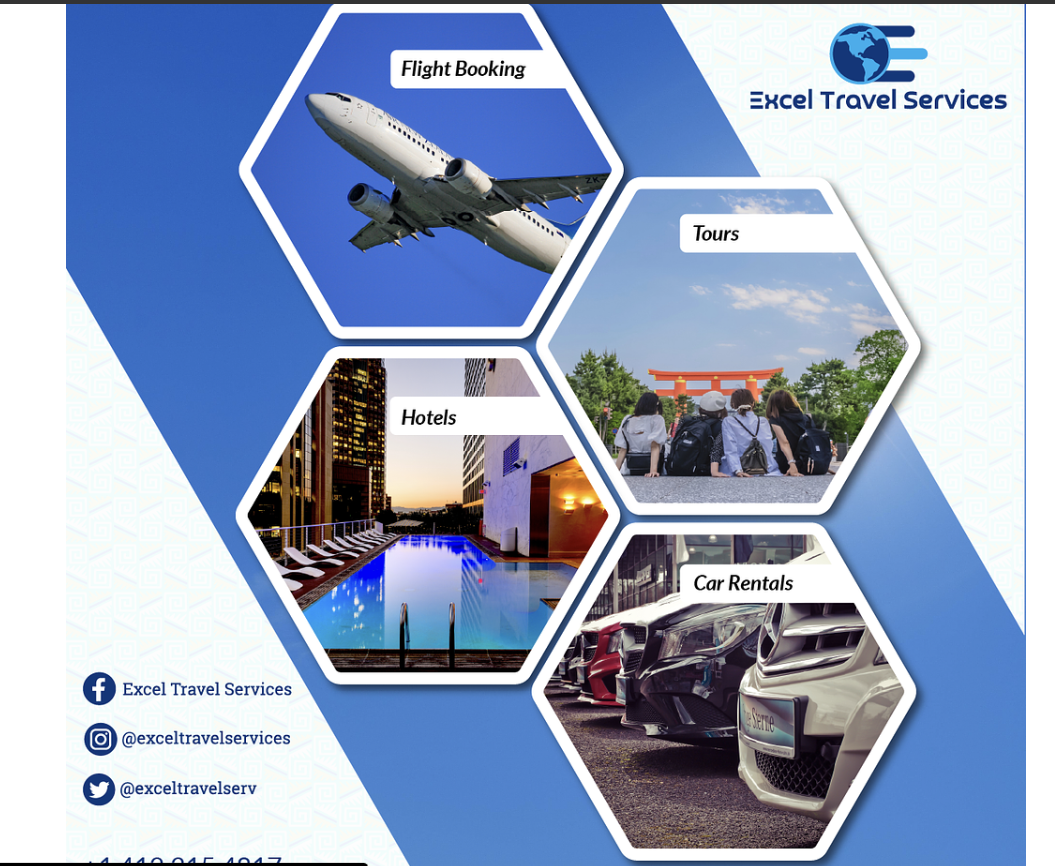 Flight Booking
Excel Travel Services
Tours
Hotels
Car Rentals
Excel Travel Services
@exceltravelservices
@exceltravelserv